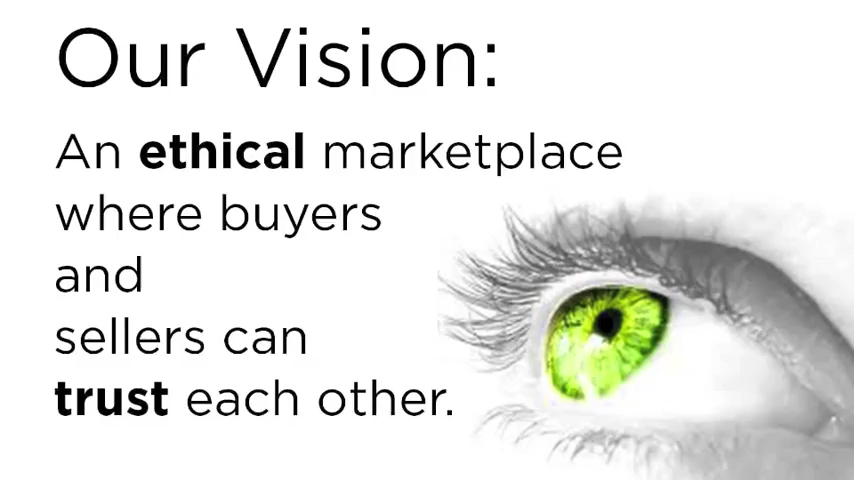 Our Vision:
An ethical marketplace
where buyers
and
sellers can
trust each other.